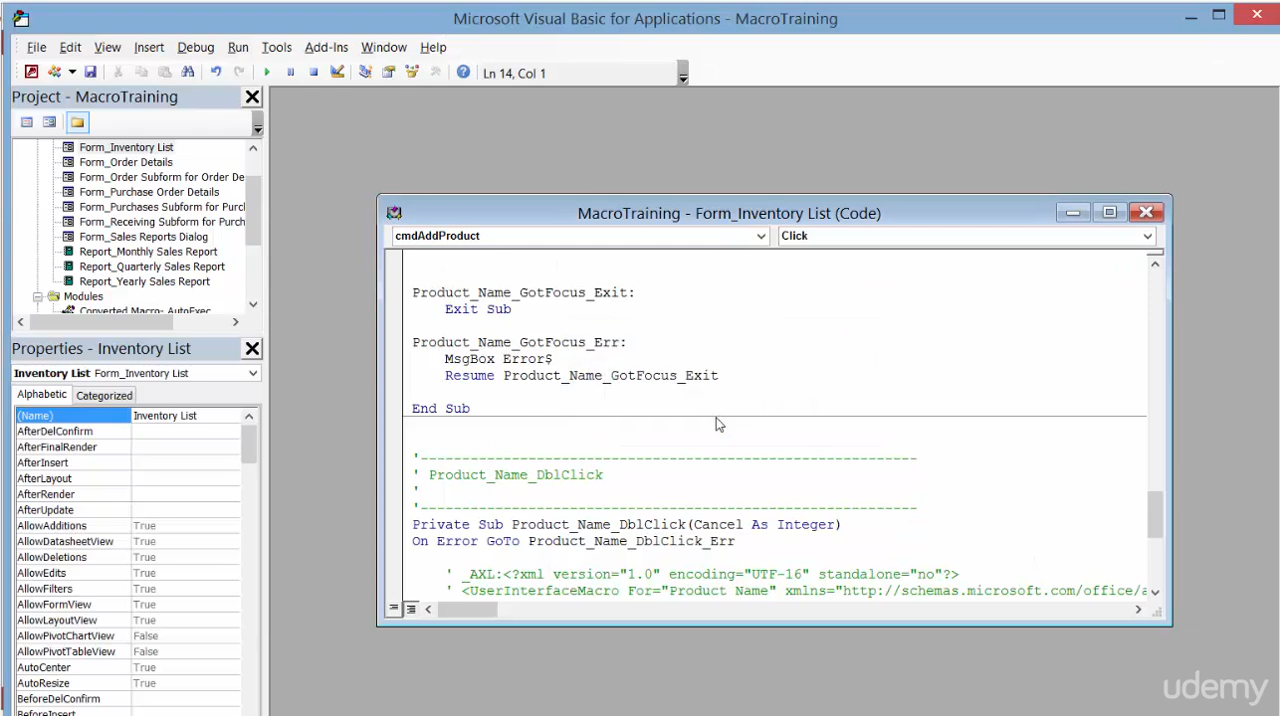 Microsoft Visual Basic for Applications - MacroTraining
File Edit View Insert Debug Run Tools Add-Ins Window Help
Ln 14, Col 1
Project - MacroTraining
Form_Inventory List
Form_Order Details
Form_Order Subform for Order De
Form_Purchase Order Details
Form_Purchases Subform for Purc
Form_Receiving Subform for Purch
Form_Sales Reports Dialog
Report_Monthly Sales Report
Report_Quarterly Sales Report
Report_Yearly Sales Report
Modules
Converted Macro- AutoExec
Properties - Inventory List
Inventory List Form_Inventory List
Alphabetic Categorized
(Name) Inventory List
AfterDelConfirm
AfterFinalRender
AfterInsert
AfterLayout
AfterRender
AfterUpdate
AllowAdditions True
AllowDatasheetView True
AllowDeletions True
AllowEdits True
AllowFilters True
AllowFormView True
AllowLayoutView True
AllowPivotChartView False
AllowPivotTableView False
AutoCenter True
AutoResize True
BeforeDelConfirm
BeforeInsert
MacroTraining - Form_Inventory List (Code)
cmdAddProduct Click
Product_Name_GotFocus_Exit:
Exit Sub
Product_Name_GotFocus_Err:
MsgBox Error$
Resume Product_Name_GotFocus_Exit
End Sub
'------------------------------------------------------------
' Product_Name_DblClick
'
'------------------------------------------------------------
Private Sub Product_Name_DblClick(Cancel As Integer)
On Error GoTo Product_Name_DblClick_Err
' _AXL:<?xml version="1.0" encoding="UTF-16" standalone="no"?>
' <UserInterfaceMacro For="Product Name" xmlns="http://schemas.microsoft.com/office/a
udemy